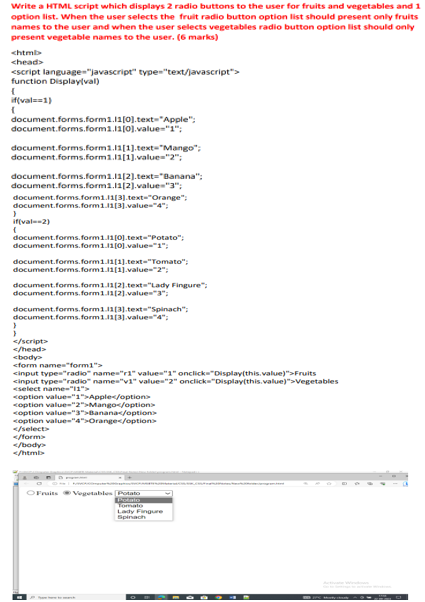 Write a HTML script which displays 2 radio buttons to the user for fruits and vegetables and 1
option list. When the user selects the fruit radio button option list should present only fruits
names to the user and when the user selects vegetables radio button option list should only
present vegetable names to the user. (6 marks)
<html>
<head>
<script language="javascript" type="text/javascript">
function Display(val)
{
if(val==1)
{
document.forms.form1.l1[0].text="Apple";
document.forms.form1.l1[0].value="1";
document.forms.form1.l1[1].text="Mango";
document.forms.form1.l1[1].value="2";
document.forms.form1.l1[2].text="Banana";
document.forms.form1.l1[2].value="3";
document.forms.form1.l1[3].text="Orange";
document.forms.form1.l1[3].value="4";
}
if(val==2)
{
document.forms.form1.l1[0].text="Potato";
document.forms.form1.l1[0].value="1";
document.forms.form1.l1[1].text="Tomato";
document.forms.form1.l1[1].value="2";
document.forms.form1.l1[2].text="Lady Fingure";
document.forms.form1.l1[2].value="3";
document.forms.form1.l1[3].text="Spinach";
document.forms.form1.l1[3].value="4";
}
}
</script>
</head>
<body>
<form name="form1">
<input type="radio" name="r1" value="1" onclick="Display(this.value)">Fruits
<input type="radio" name="v1" value="2" onclick="Display(this.value)">Vegetables
<select name="l1">
<option value="1">Apple</option>
<option value="2">Mango</option>
<option value="3">Banana</option>
<option value="4">Orange</option>
</select>
</form>
</body>
</html>
Fruits Vegetables Potato
Potato
Tomato
Lady Fingure
Spinach
Activate Windows
Type here to search